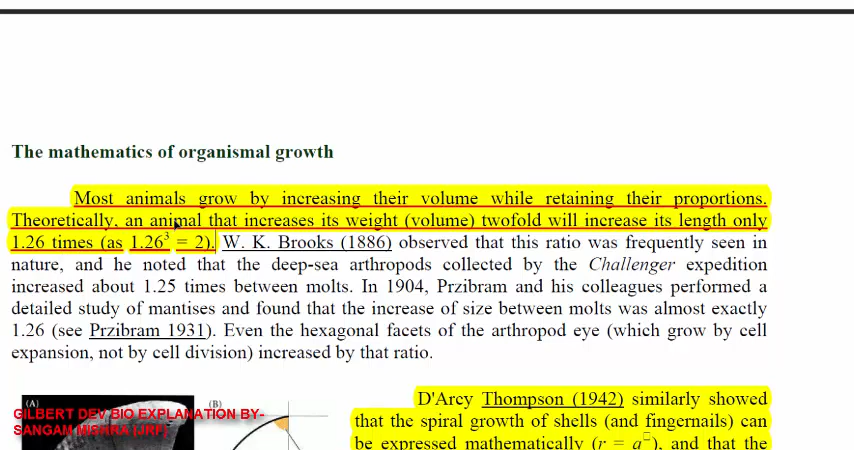 The mathematics of organismal growth
Most animals grow by increasing their volume while retaining their proportions.
Theoretically, an animal that increases its weight (volume) twofold will increase its length only
1.26 times (as 1.26³ = 2). W. K. Brooks (1886) observed that this ratio was frequently seen in
nature, and he noted that the deep-sea arthropods collected by the Challenger expedition
increased about 1.25 times between molts. In 1904, Przibram and his colleagues performed a
detailed study of mantises and found that the increase of size between molts was almost exactly
1.26 (see Przibram 1931). Even the hexagonal facets of the arthropod eye (which grow by cell
expansion, not by cell division) increased by that ratio.
(A)
(B)
GILBERT DEV BIO EXPLANATION BY-
SANGAM MISHRA [JRF]
D'Arcy Thompson (1942) similarly showed
that the spiral growth of shells (and fingernails) can
be expressed mathematically (r = a□), and that the